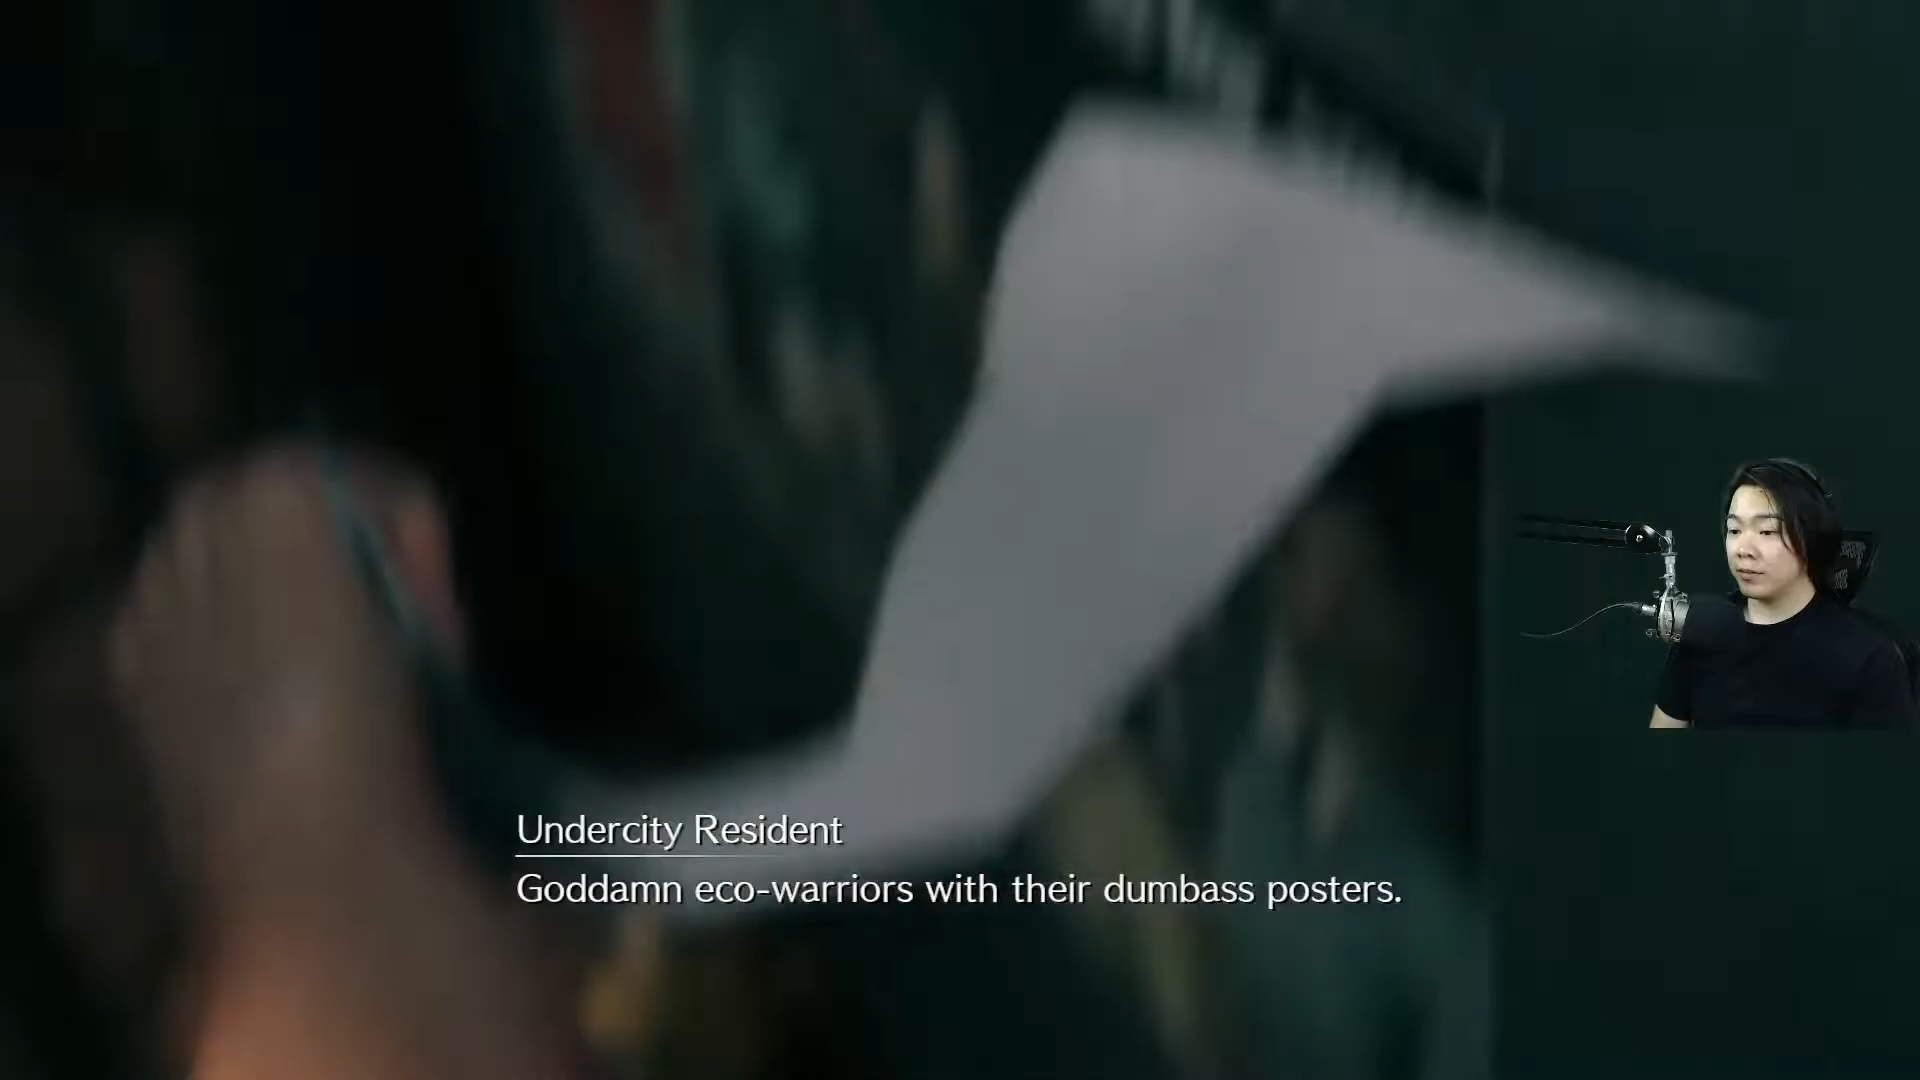 Undercity Resident
Goddamn eco-warriors with their dumbass posters.